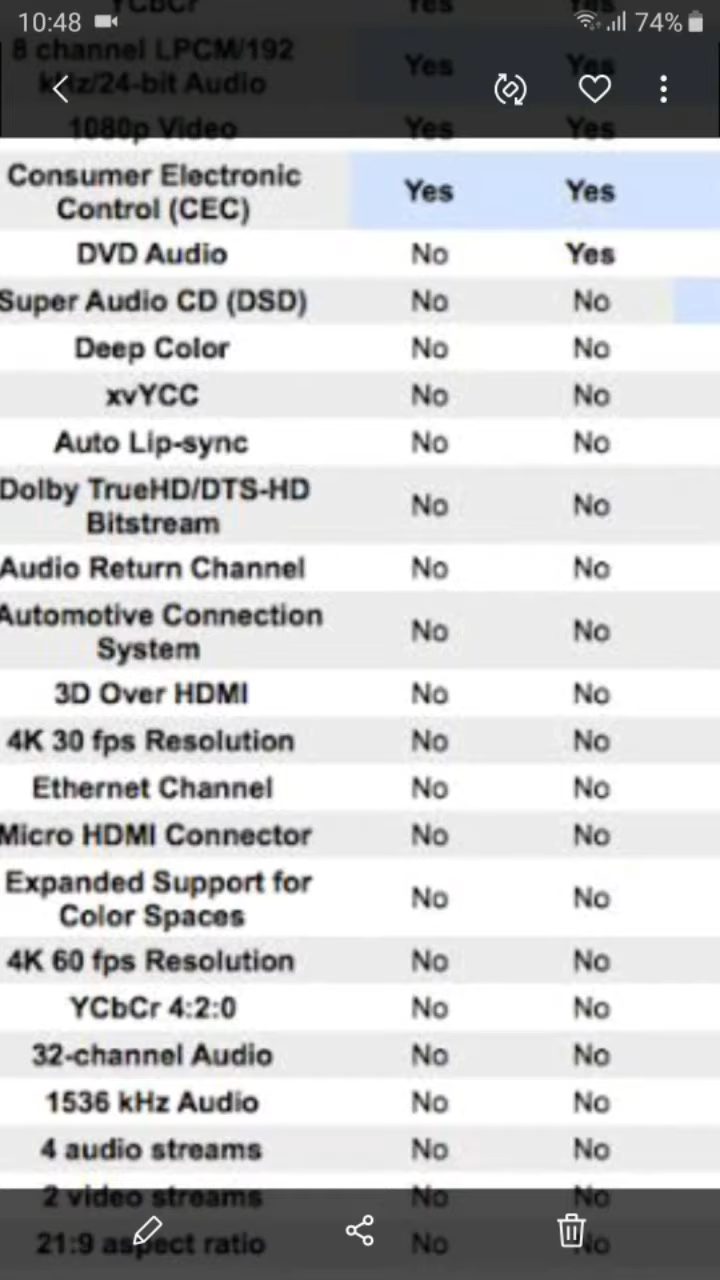 10:48 74%
YCbCr Yes Yes
8 channel LPCM/192
kHz/24-bit Audio Yes Yes
1080p Video Yes Yes
Consumer Electronic
Control (CEC) Yes Yes
DVD Audio No Yes
Super Audio CD (DSD) No No
Deep Color No No
xvYCC No No
Auto Lip-sync No No
Dolby TrueHD/DTS-HD
Bitstream No No
Audio Return Channel No No
Automotive Connection
System No No
3D Over HDMI No No
4K 30 fps Resolution No No
Ethernet Channel No No
Micro HDMI Connector No No
Expanded Support for
Color Spaces No No
4K 60 fps Resolution No No
YCbCr 4:2:0 No No
32-channel Audio No No
1536 kHz Audio No No
4 audio streams No No
2 video streams No No
21:9 aspect ratio No No